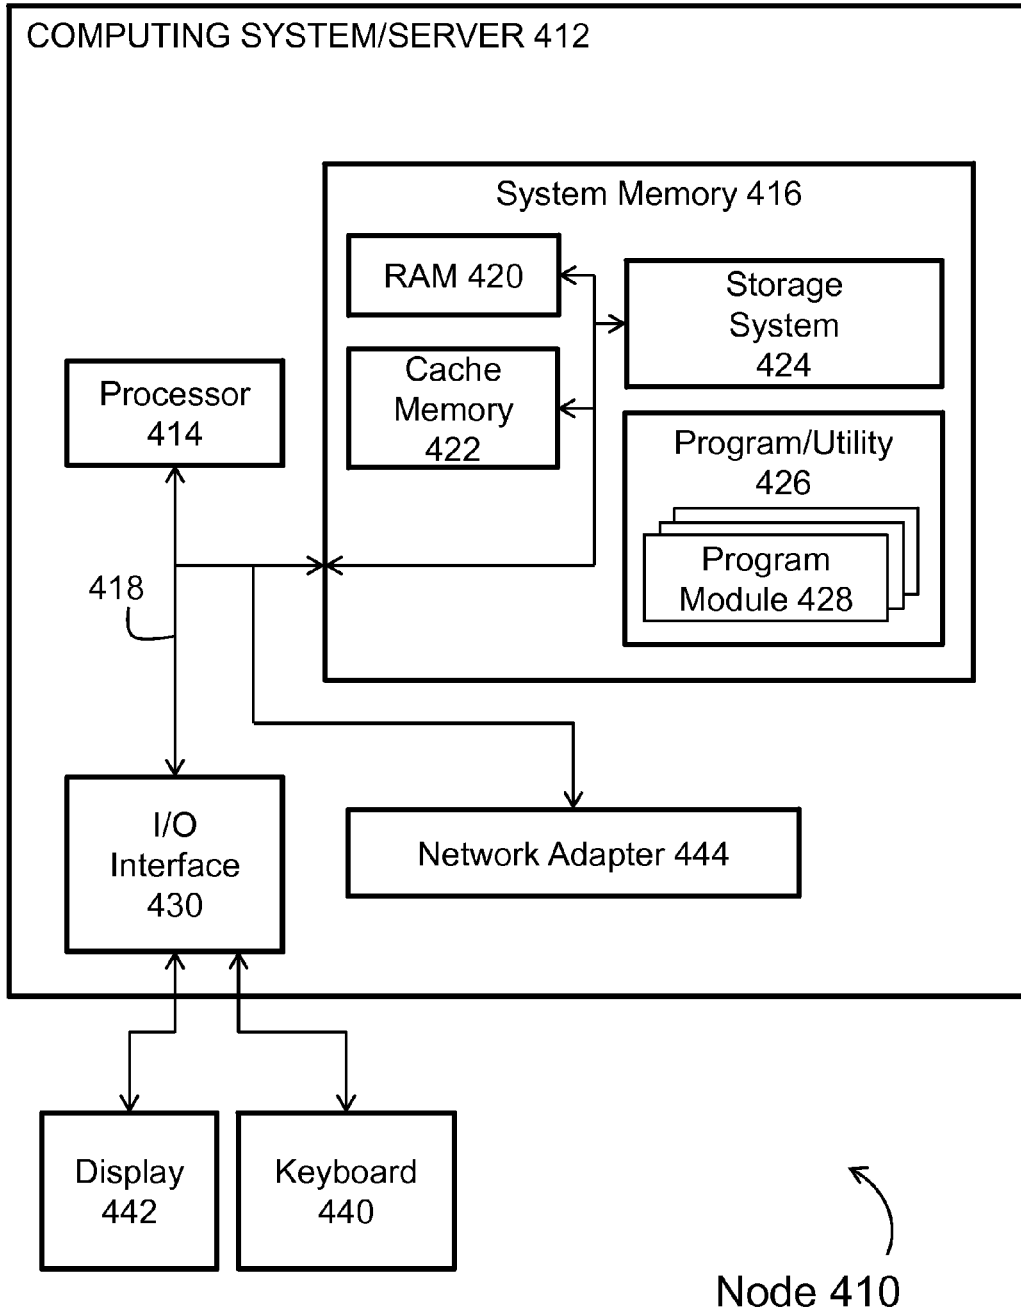 COMPUTING SYSTEM/SERVER 412
System Memory 416
RAM 420
Storage
System
424
Cache
Memory
422
Processor
414
Program/Utility
426
Program
Module 428
418
I/O
Interface
430
Network Adapter 444
Display
442
Keyboard
440
Node 410